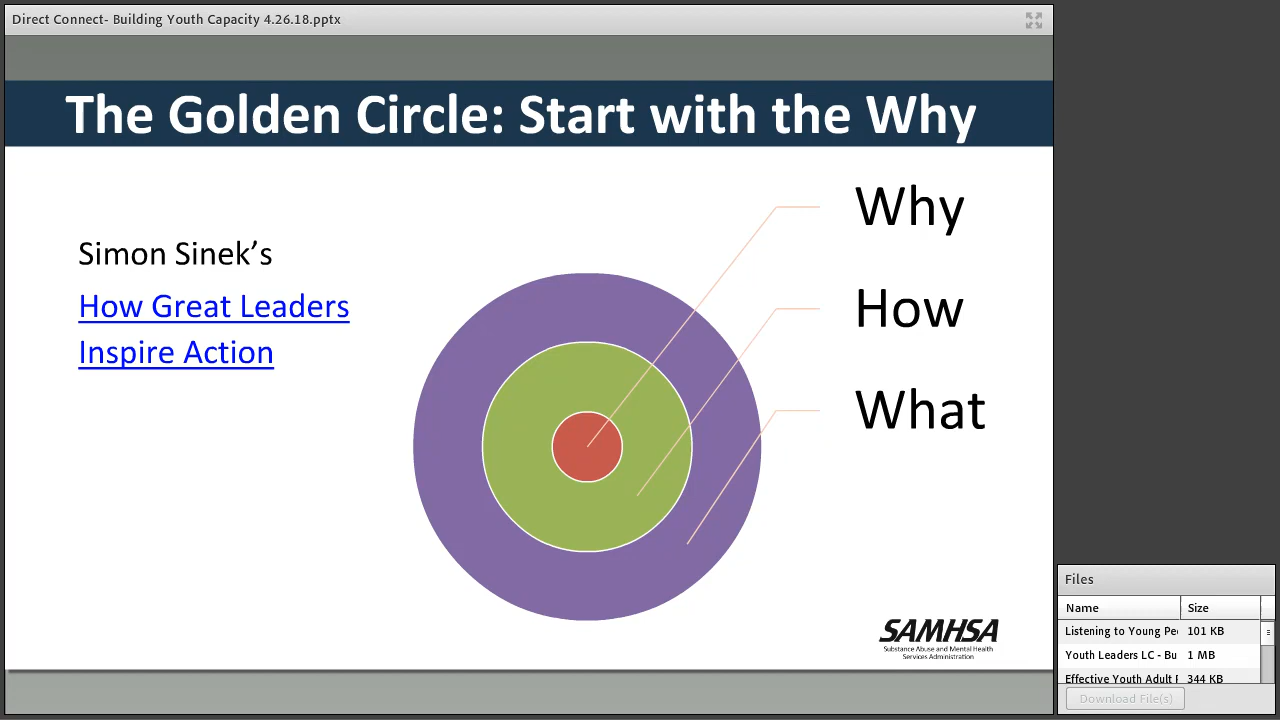 Direct Connect- Building Youth Capacity 4.26.18.pptx
The Golden Circle: Start with the Why
Simon Sinek’s
How Great Leaders
Inspire Action
Why
How
What
SAMHSA
Substance Abuse and Mental Health
Services Administration
Files
Name Size
Listening to Young Pe 101 KB
Youth Leaders LC - Bu 1 MB
Effective Youth Adult 344 KB
Download File(s)